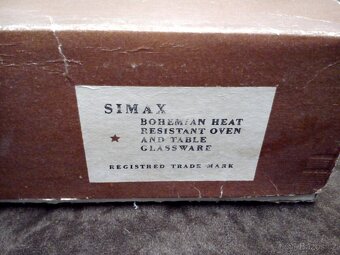 SIMAX
BOHEMIAN HEAT
RESISTANT OVEN
★ AND TABLE
GLASSWARE
REGISTRED TRADE MARK